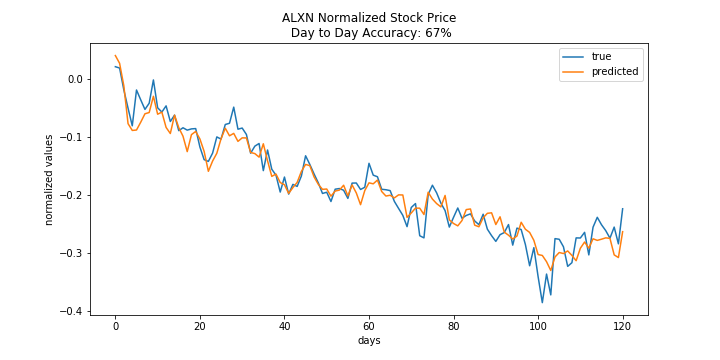 ALXN Normalized Stock Price
Day to Day Accuracy: 67%
true
predicted
normalized values
0.0
−0.1
−0.2
−0.3
−0.4
0
20
40
60
80
100
120
days